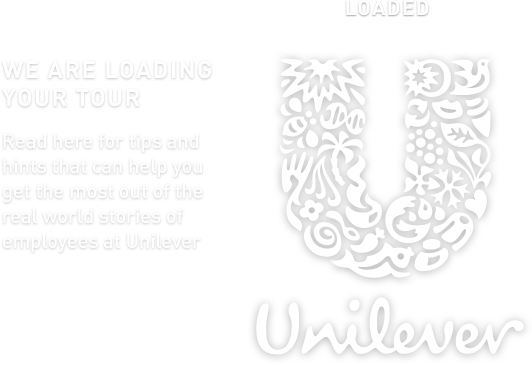 LOADED
WE ARE LOADING
YOUR TOUR
Read here for tips and
hints that can help you
get the most out of the
real world stories of
employees at Unilever
Unilever